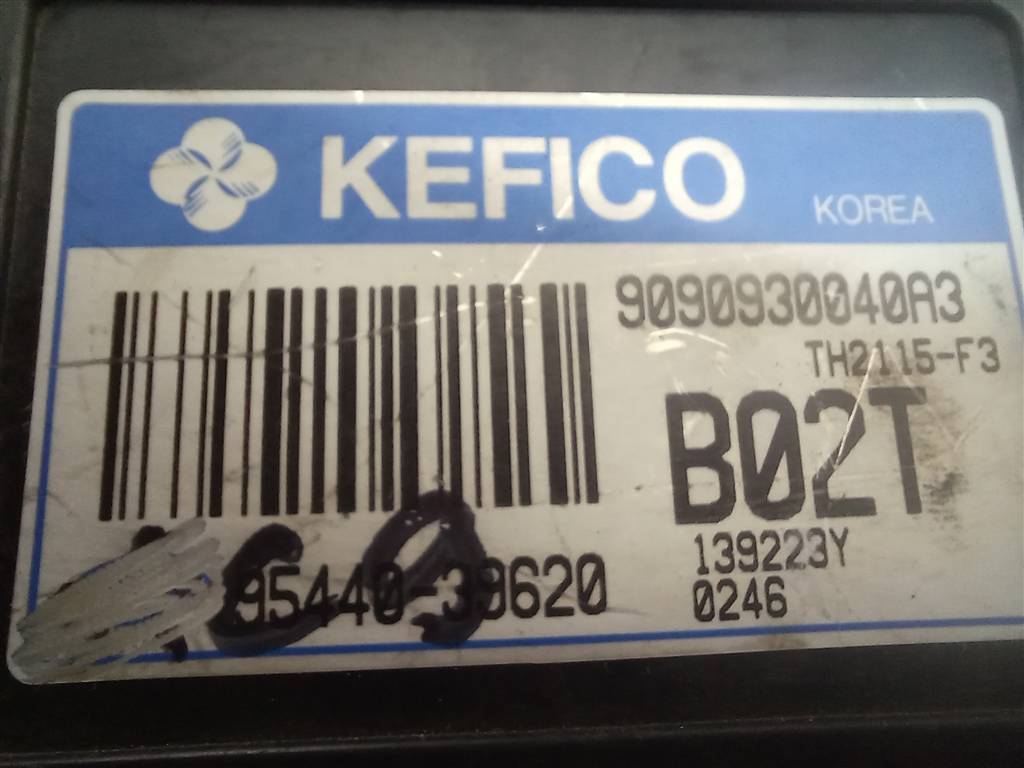 KEFICO
KOREA
9090930040A3
TH2115-F3
B02T
139223Y
0246
95440-39620